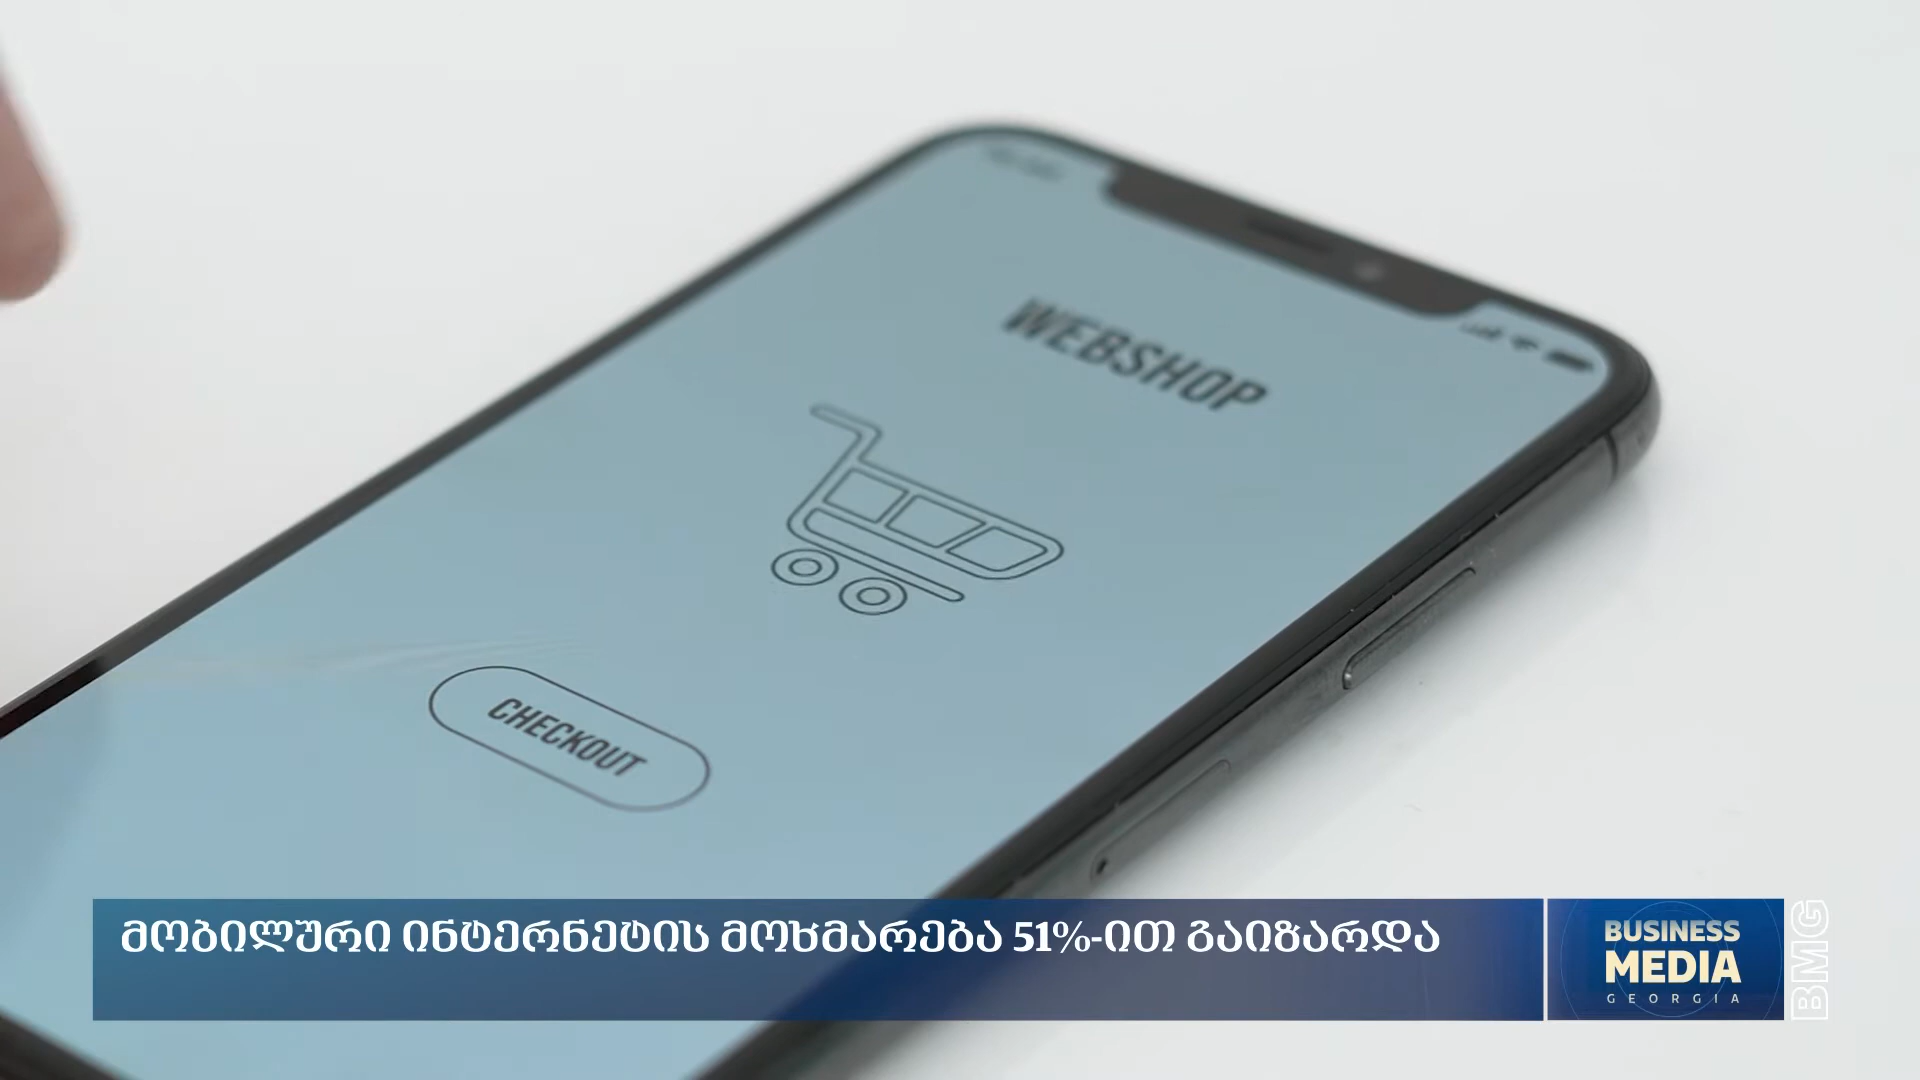 WEBSHOP
CHECKOUT
მობილური ინტერნეტის მოხმარება 51%-ით გაიზარდა
BUSINESS
MEDIA
GEORGIA
BMG